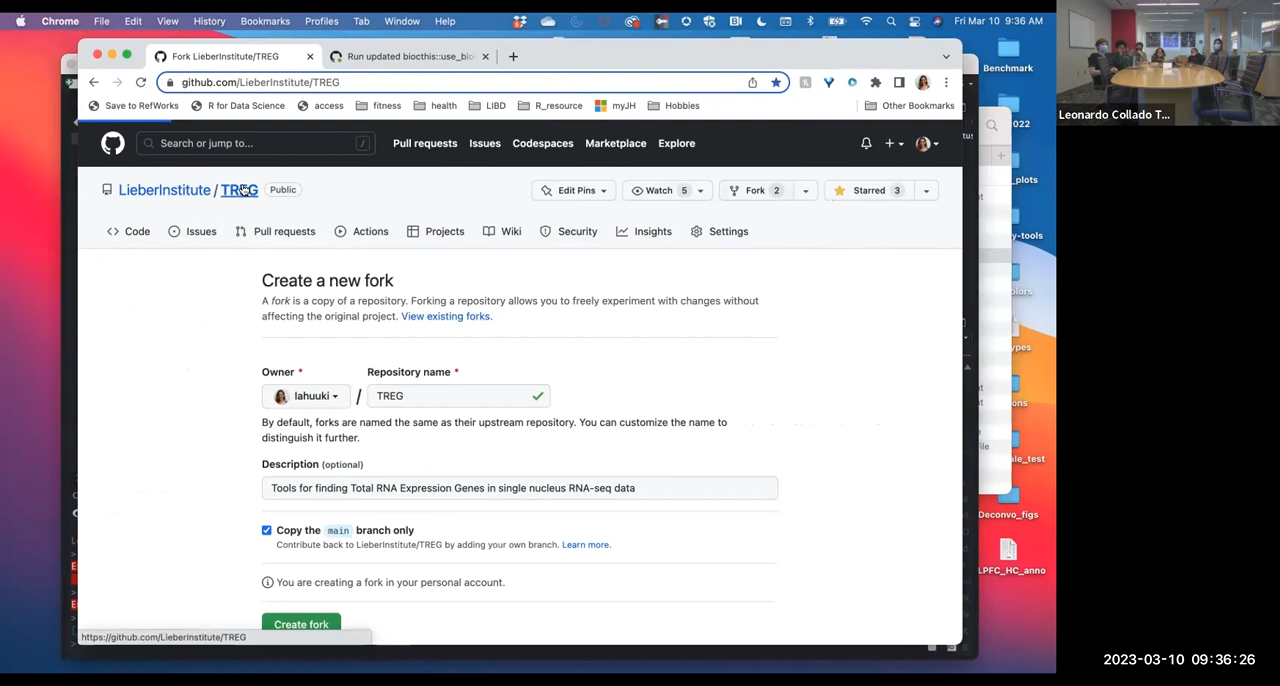 Chrome File Edit View History Bookmarks Profiles Tab Window Help Fri Mar 10 9:36 AM
Fork LieberInstitute/TREG Run updated biocthis::use_bio
github.com/LieberInstitute/TREG
Save to RefWorks R for Data Science access fitness health LIBD R_resource myJH Hobbies Other Bookmarks
Search or jump to... / Pull requests Issues Codespaces Marketplace Explore
LieberInstitute / TREG Public Edit Pins Watch 5 Fork 2 Starred 3
Code Issues Pull requests Actions Projects Wiki Security Insights Settings
Create a new fork
A fork is a copy of a repository. Forking a repository allows you to freely experiment with changes without
affecting the original project. View existing forks.
Owner * Repository name *
lahuuki / TREG
By default, forks are named the same as their upstream repository. You can customize the name to
distinguish it further.
Description (optional)
Tools for finding Total RNA Expression Genes in single nucleus RNA-seq data
Copy the main branch only
Contribute back to LieberInstitute/TREG by adding your own branch. Learn more.
You are creating a fork in your personal account.
Create fork
https://github.com/LieberInstitute/TREG
Benchmark
2022
_plots
y-tools
olors
ypes
ons
ale_test
Deconvo_figs
LPFC_HC_anno
Leonardo Collado T...
2023-03-10 09:36:26